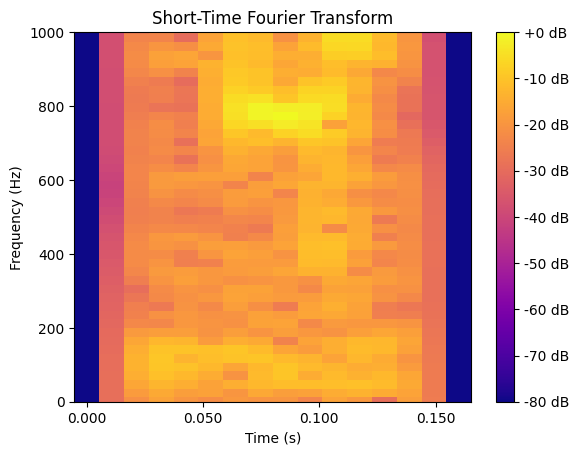 Short-Time Fourier Transform
1000
800
600
400
200
0
Frequency (Hz)
0.000
0.050
0.100
0.150
Time (s)
+0 dB
-10 dB
-20 dB
-30 dB
-40 dB
-50 dB
-60 dB
-70 dB
-80 dB